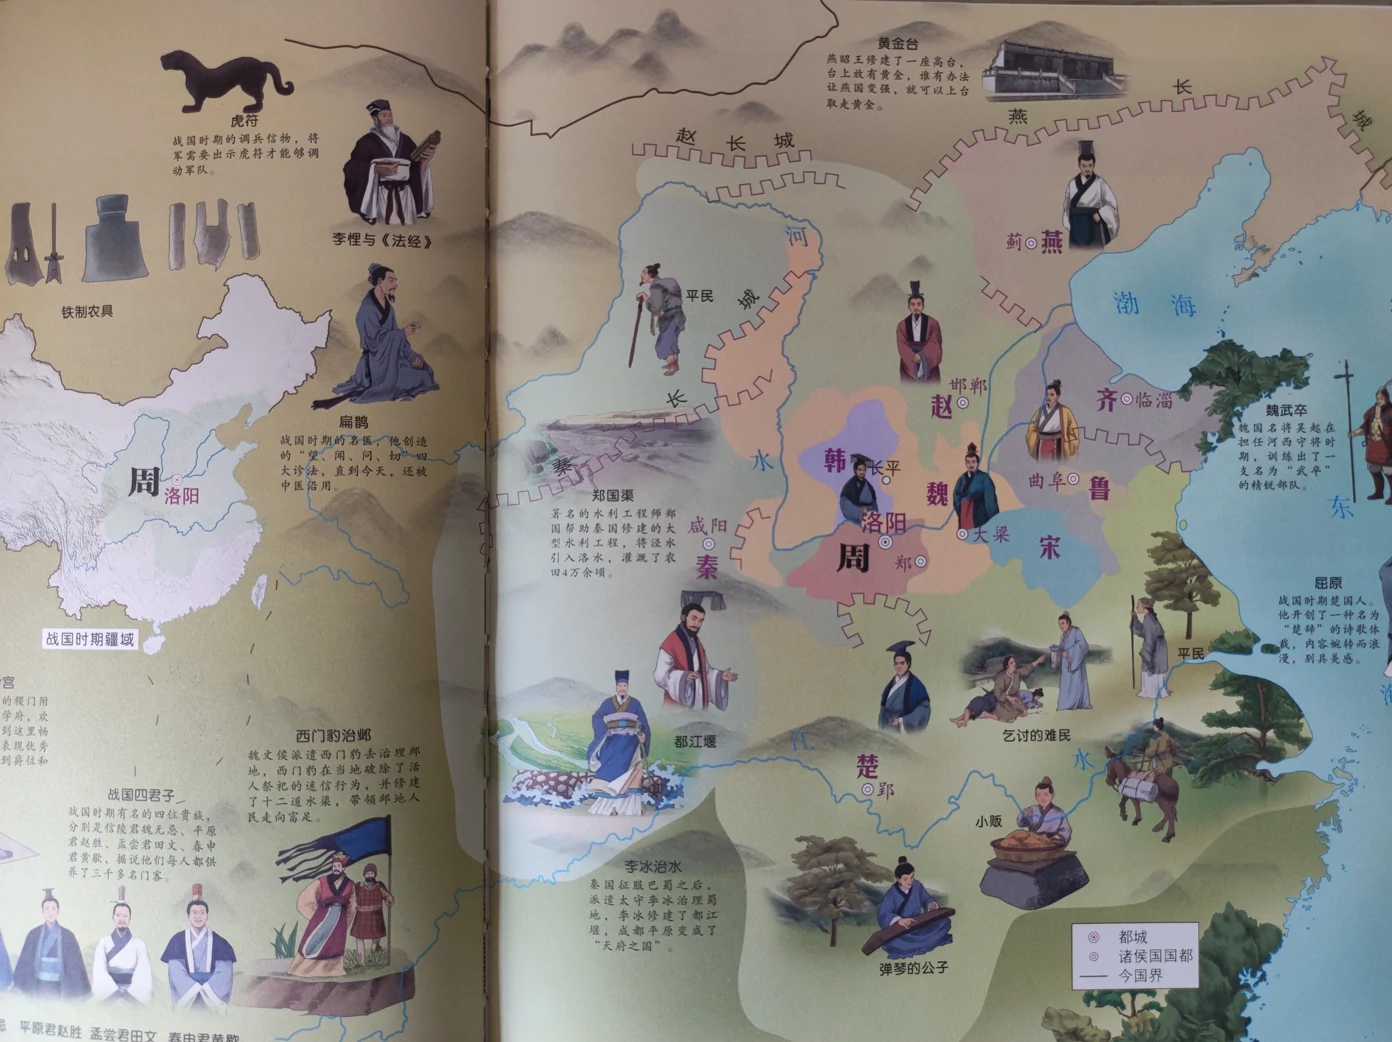 虎符
战国时期的调兵信物，将
军需要出示虎符才能够调
动军队。
李悝与《法经》
铁制农具
扁鹊
战国时期的名医，他创造
的“望、闻、问、切”四
大诊法，直到今天，还被
中医沿用。
周
洛阳
战国时期疆域
宫
的稷门附
学府，欢
到这里畅
表现优秀
到爵位和
西门豹治邺
魏文侯派遣西门豹去治理邺
地，西门豹在当地破除了活
人祭祀的迷信行为，并修建
了十二道水渠，带领邺地人
民走向富足。
战国四君子
战国时期有名的四位贵族，
分别是信陵君魏无忌、平原
君赵胜、孟尝君田文、春申
君黄歇，据说他们每人都供
养了三千多名门客。
平原君赵胜 孟尝君田文 春申君黄歇
黄金台
燕昭王修建了一座高台，
台上放有黄金，谁有办法
让燕国变强，就可以上台
取走黄金。
燕
长
城
赵 长 城
河
平民
城
长
秦
水
蓟
燕
渤 海
邯郸
赵
齐
临淄
曲阜
鲁
韩
长平
魏
洛阳
周
郑
大梁
宋
咸阳
秦
郑国渠
著名的水利工程师郑
国帮助秦国修建的大
型水利工程，将泾水
引入洛水，灌溉了农
田4万余顷。
魏武卒
魏国名将吴起在
担任河西守将时
期，训练出了一
支名为“武卒”
的精锐部队。
东
海
屈原
战国时期楚国人。
他开创了一种名为
“楚辞”的诗歌体
裁，内容婉转而浪
漫，别具美感。
平民
乞讨的难民
都江堰
江
水
楚
郢
小贩
李冰治水
秦国征服巴蜀之后，
派遣太守李冰治理蜀
地，李冰修建了都江
堰，成都平原变成了
“天府之国”。
弹琴的公子
都城
诸侯国国都
今国界